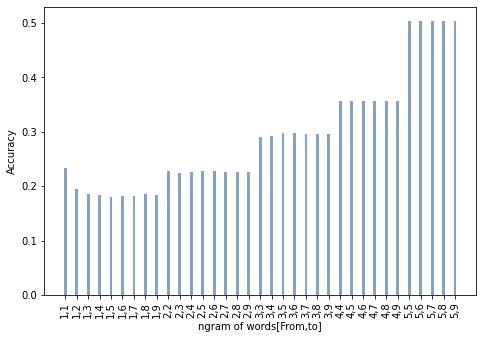 0.5
0.4
0.3
0.2
0.1
0.0
Accuracy
1,1 1,2 1,3 1,4 1,5 1,6 1,7 1,8 1,9 2,2 2,3 2,4 2,5 2,6 2,7 2,8 2,9 3,3 3,4 3,5 3,6 3,7 3,8 3,9 4,4 4,5 4,6 4,7 4,8 4,9 5,5 5,6 5,7 5,8 5,9
ngram of words[From,to]